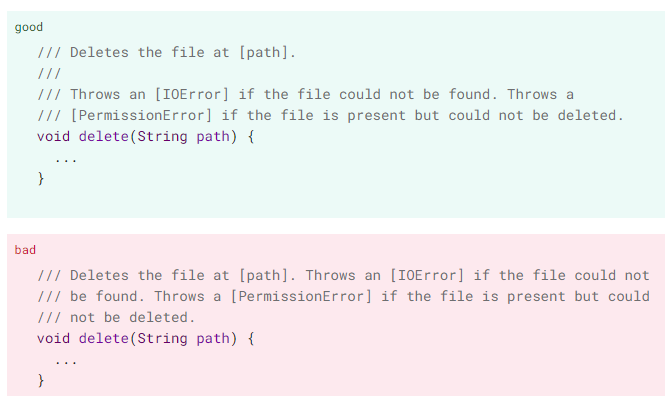 good
/// Deletes the file at [path].
///
/// Throws an [IOError] if the file could not be found. Throws a
/// [PermissionError] if the file is present but could not be deleted.
void delete(String path) {
  ...
}
bad
/// Deletes the file at [path]. Throws an [IOError] if the file could not
/// be found. Throws a [PermissionError] if the file is present but could
/// not be deleted.
void delete(String path) {
  ...
}